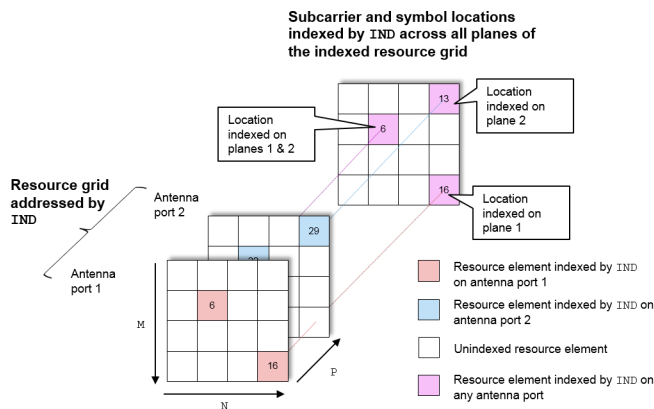 Subcarrier and symbol locations
indexed by IND across all planes of
the indexed resource grid
13
Location
indexed on
plane 2
Location
indexed on
planes 1 & 2
6
16
Location
indexed on
plane 1
Resource grid
addressed by
IND
Antenna
port 2
Antenna
port 1
29
6
16
M
N
P
Resource element indexed by IND
on antenna port 1
Resource element indexed by IND on
antenna port 2
Unindexed resource element
Resource element indexed by IND on
any antenna port